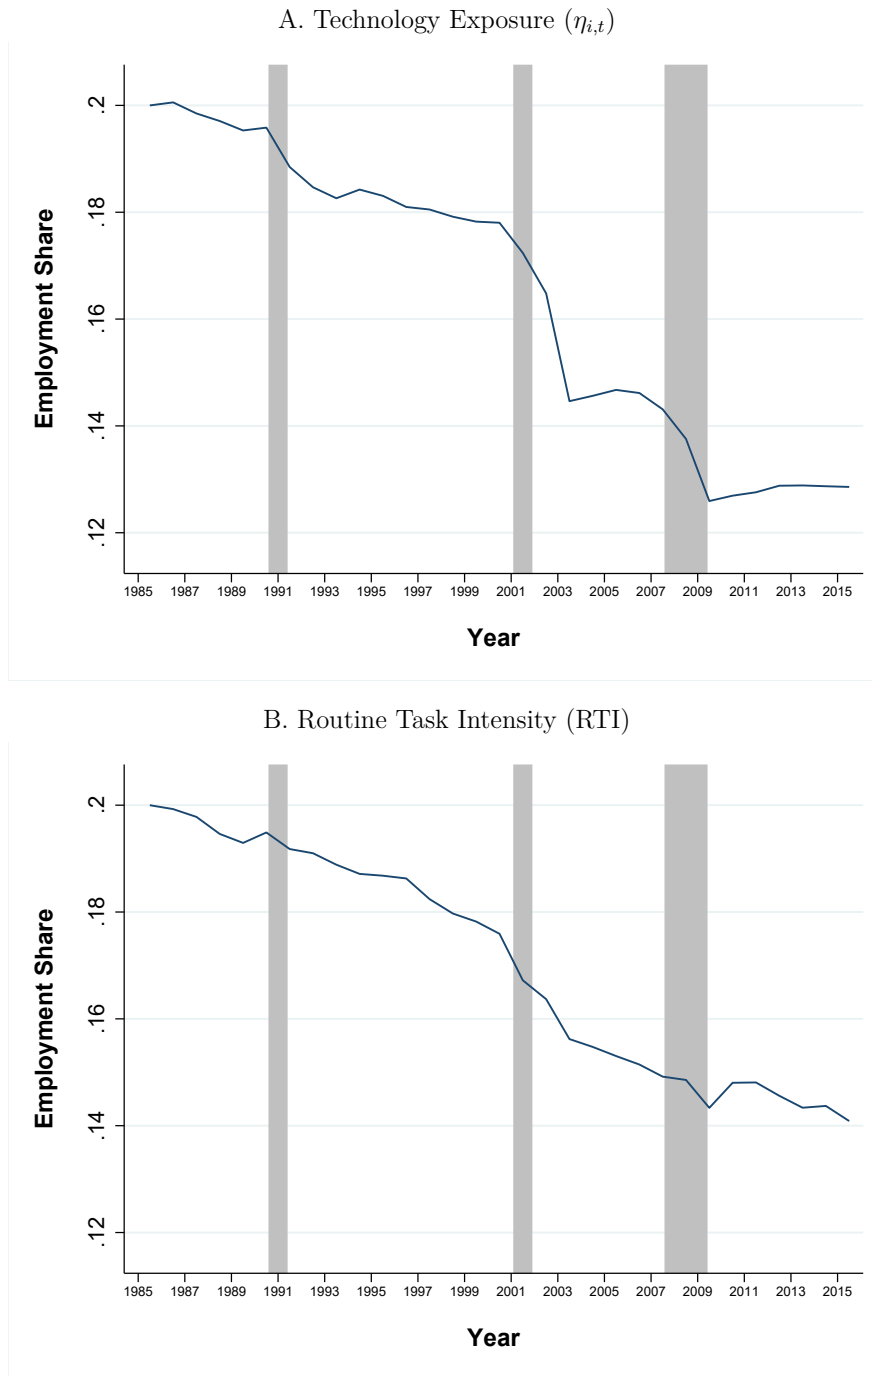 A. Technology Exposure (ηi,t)
Employment Share
.2
.18
.16
.14
.12
1985 1987 1989 1991 1993 1995 1997 1999 2001 2003 2005 2007 2009 2011 2013 2015
Year
B. Routine Task Intensity (RTI)
Employment Share
.2
.18
.16
.14
.12
1985 1987 1989 1991 1993 1995 1997 1999 2001 2003 2005 2007 2009 2011 2013 2015
Year